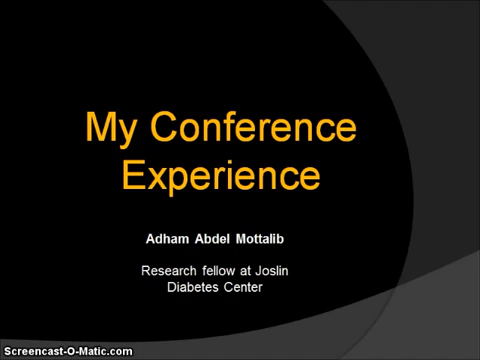 My Conference
Experience
Adham Abdel Mottalib
Research fellow at Joslin
Diabetes Center
Screencast-O-Matic.com